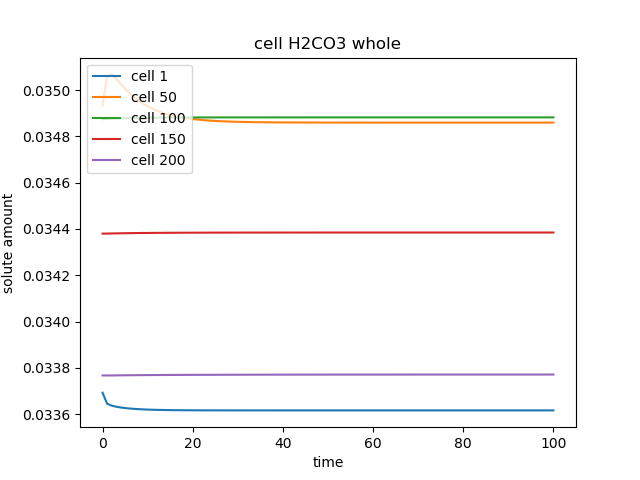 cell H2CO3 whole
solute amount
0.0350
0.0348
0.0346
0.0344
0.0342
0.0340
0.0338
0.0336
cell 1
cell 50
cell 100
cell 150
cell 200
0 20 40 60 80 100
time